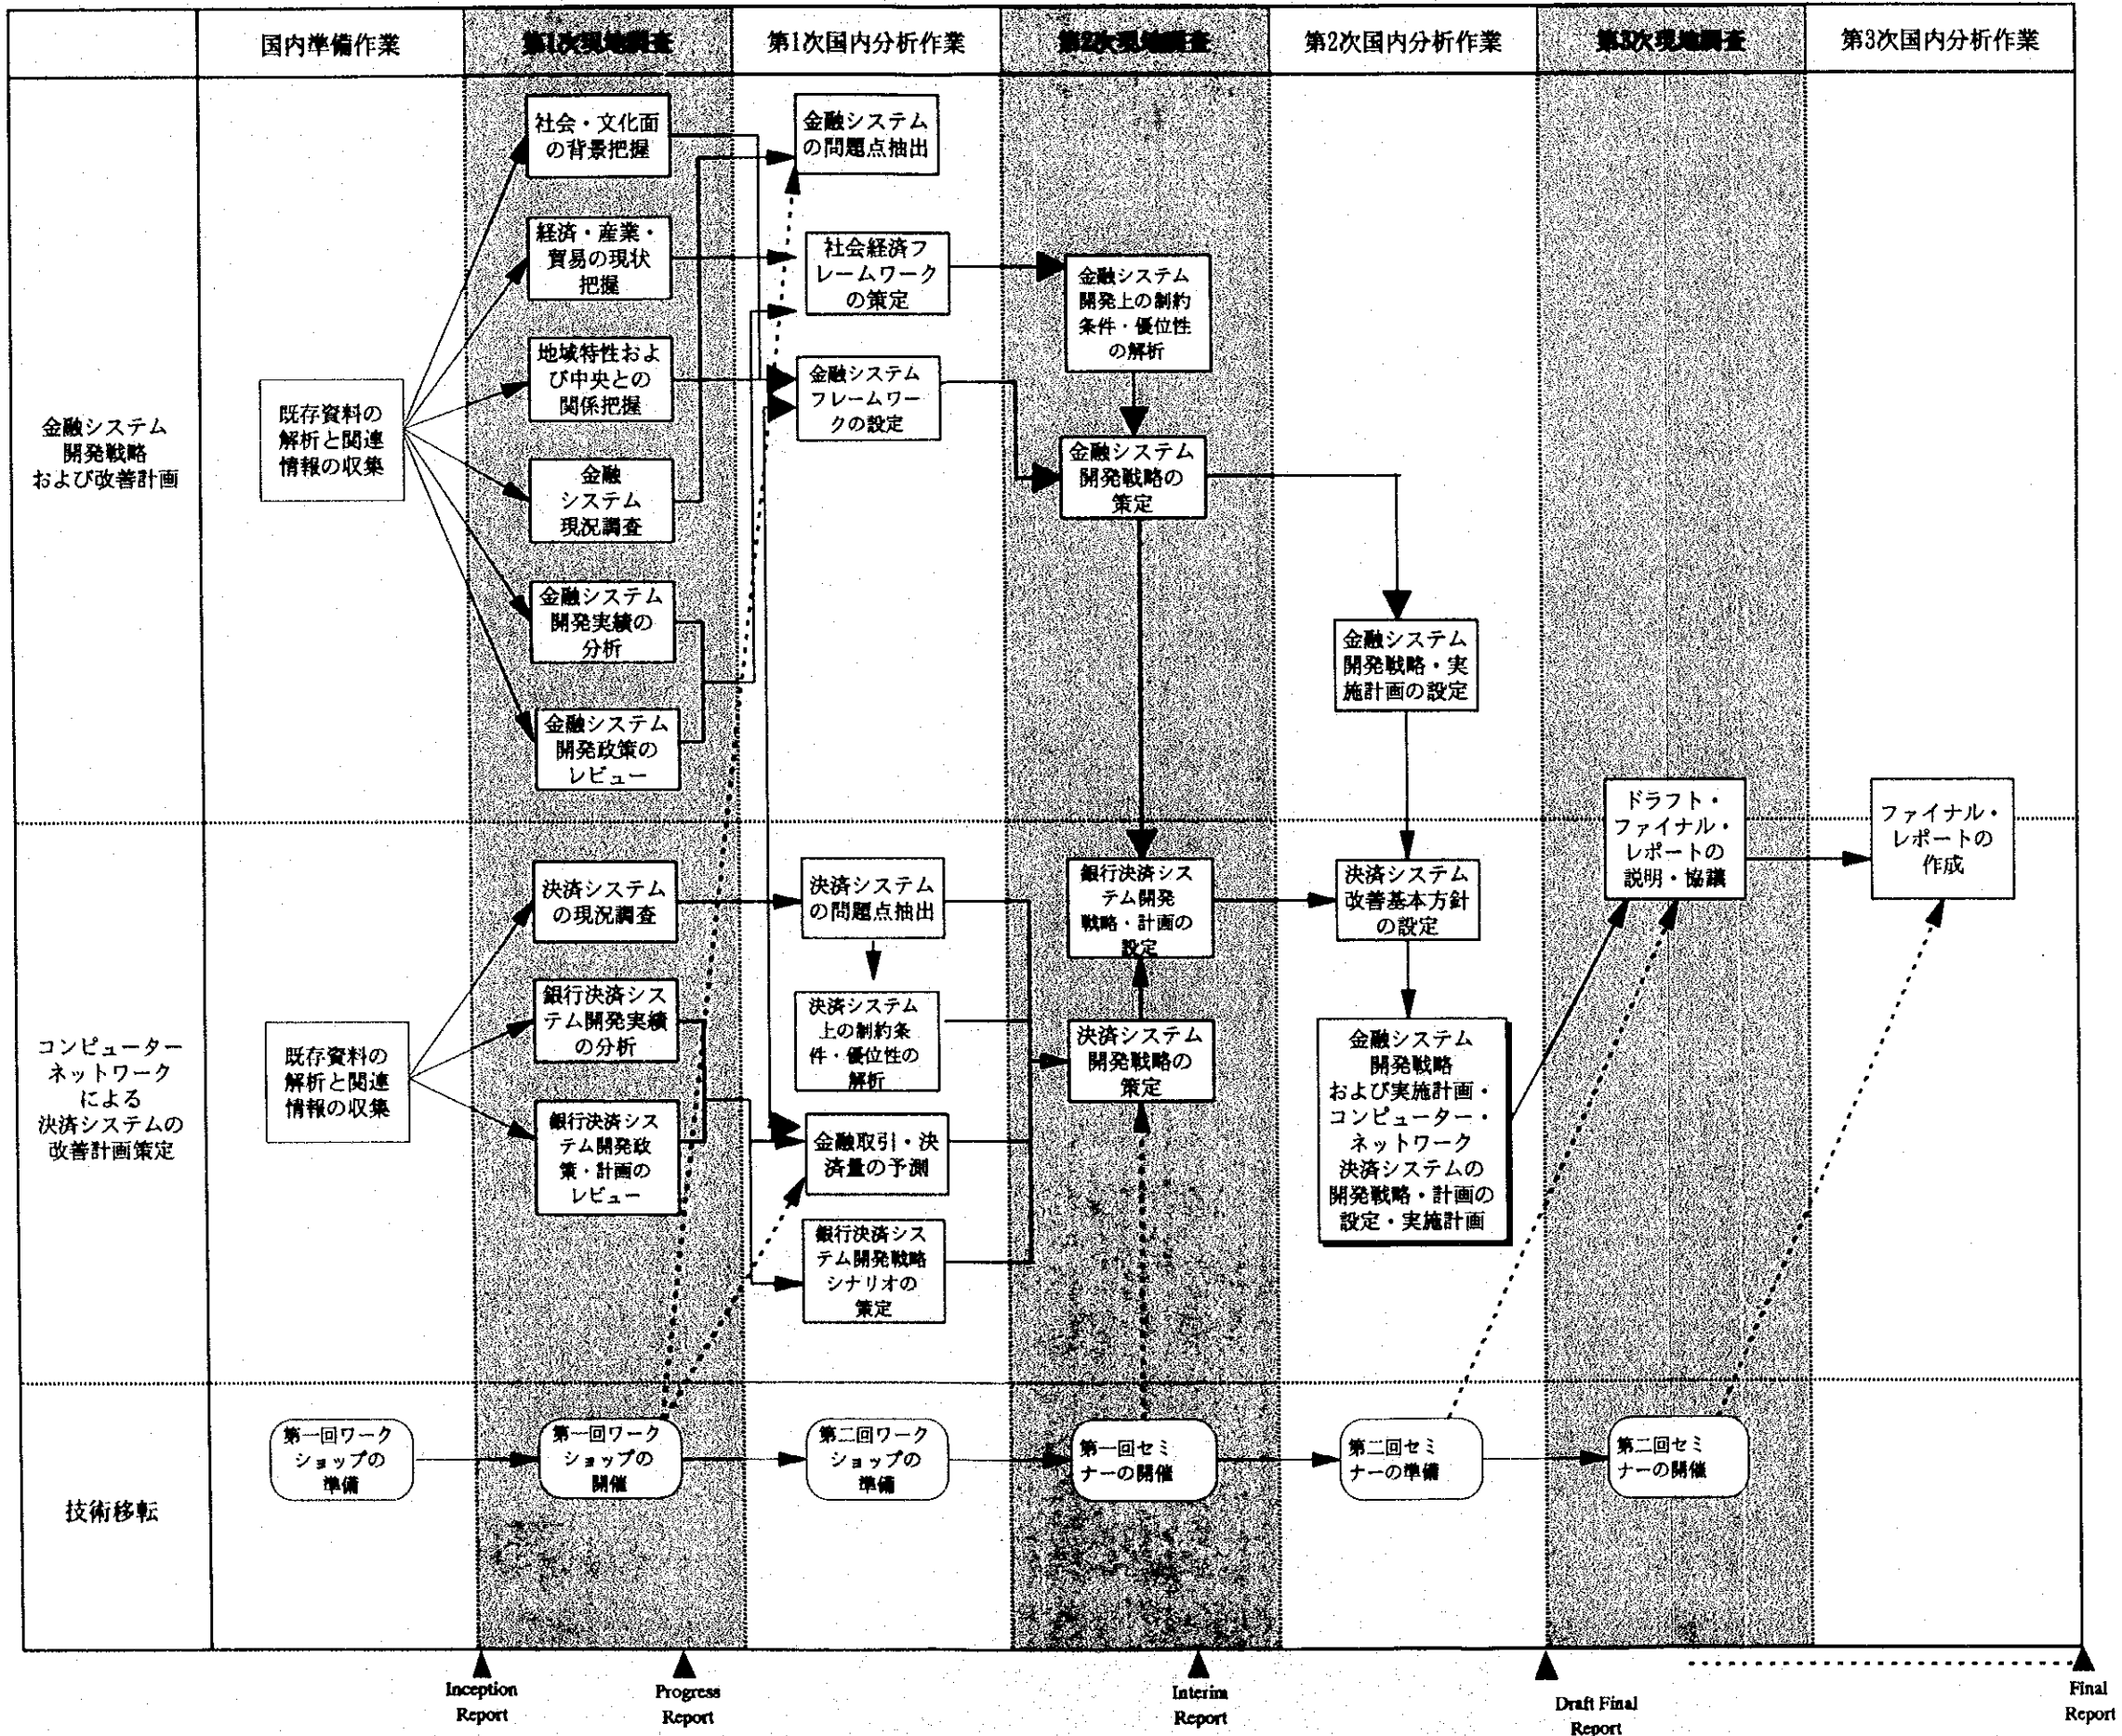 国内準備作業
第1次現地調査
第1次国内分析作業
第2次現地調査
第2次国内分析作業
第3次現地調査
第3次国内分析作業
金融システム
開発戦略
および改善計画
既存資料の
解析と関連
情報の収集
社会・文化面
の背景把握
経済・産業・
貿易の現状
把握
地域特性およ
び中央との
関係把握
金融
システム
現況調査
金融システム
開発実績の
分析
金融システム
開発政策の
レビュー
金融システム
の問題点抽出
社会経済フ
レームワーク
の策定
金融システム
フレームワー
クの設定
金融システム
開発上の制約
条件・優位性
の解析
金融システム
開発戦略の
策定
金融システム
開発戦略・実
施計画の設定
ドラフト・
ファイナル・
レポートの
説明・協議
ファイナル・
レポートの
作成
コンピューター
ネットワーク
による
決済システムの
改善計画策定
既存資料の
解析と関連
情報の収集
決済システム
の現況調査
銀行決済シス
テム開発実績
の分析
銀行決済シス
テム開発政
策・計画の
レビュー
決済システム
の問題点抽出
決済システム
上の制約条
件・優位性の
解析
金融取引・決
済量の予測
銀行決済シス
テム開発戦略
シナリオの
策定
銀行決済シス
テム開発
戦略・計画の
設定
決済システム
開発戦略の
策定
決済システム
改善基本方針
の設定
金融システム
開発戦略
および実施計画・
コンピューター・
ネットワーク
決済システムの
開発戦略・計画の
設定・実施計画
技術移転
第一回ワーク
ショップの
準備
第一回ワーク
ショップの
開催
第二回ワーク
ショップの
準備
第一回セミ
ナーの開催
第二回セミ
ナーの準備
第二回セミ
ナーの開催
Inception
Report
Progress
Report
Interim
Report
Draft Final
Report
Final
Report